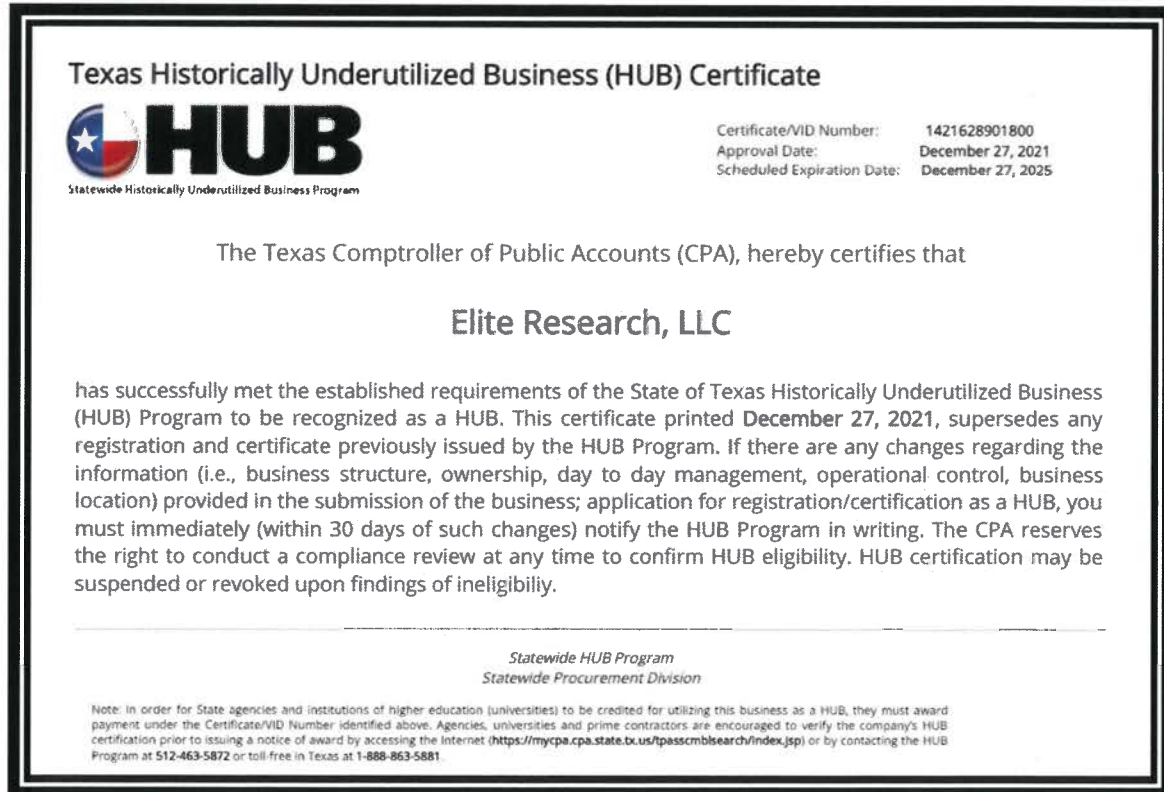 Texas Historically Underutilized Business (HUB) Certificate
HUB
Statewide Historically Underutilized Business Program
Certificate/VID Number: 1421628901800
Approval Date: December 27, 2021
Scheduled Expiration Date: December 27, 2025
The Texas Comptroller of Public Accounts (CPA), hereby certifies that
Elite Research, LLC
has successfully met the established requirements of the State of Texas Historically Underutilized Business
(HUB) Program to be recognized as a HUB. This certificate printed December 27, 2021, supersedes any
registration and certificate previously issued by the HUB Program. If there are any changes regarding the
information (i.e., business structure, ownership, day to day management, operational control, business
location) provided in the submission of the business; application for registration/certification as a HUB, you
must immediately (within 30 days of such changes) notify the HUB Program in writing. The CPA reserves
the right to conduct a compliance review at any time to confirm HUB eligibility. HUB certification may be
suspended or revoked upon findings of ineligibiliy.
Statewide HUB Program
Statewide Procurement Division
Note: In order for State agencies and institutions of higher education (universities) to be credited for utilizing this business as a HUB, they must award
payment under the Certificate/VID Number identified above. Agencies, universities and prime contractors are encouraged to verify the company's HUB
certification prior to issuing a notice of award by accessing the Internet (https://mycpa.cpa.state.tx.us/tpasscmblsearch/index.jsp) or by contacting the HUB
Program at 512-463-5872 or toll-free in Texas at 1-888-863-5881.